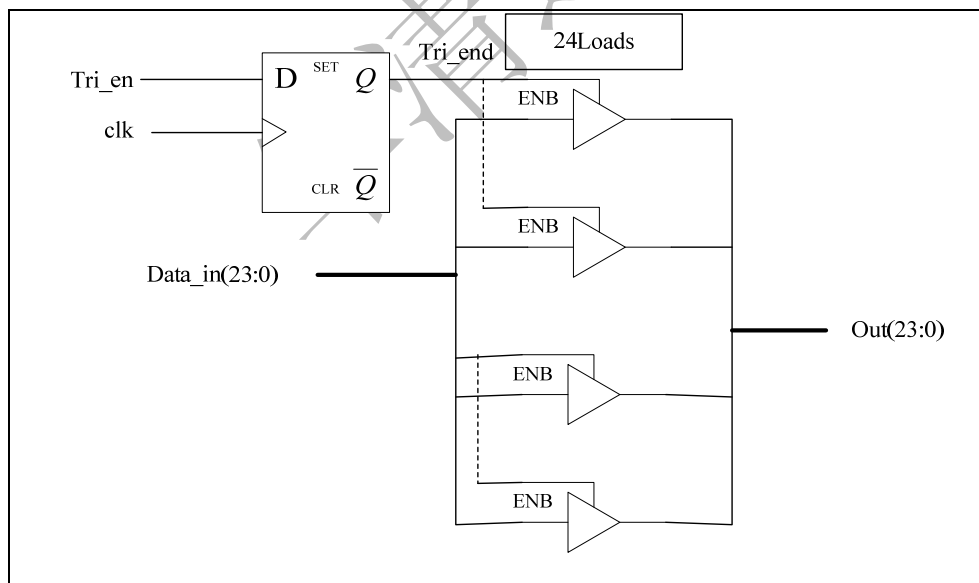 24Loads
Tri_end
Tri_en
D
SET
Q
ENB
clk
CLR
Q
ENB
Data_in(23:0)
Out(23:0)
ENB
ENB